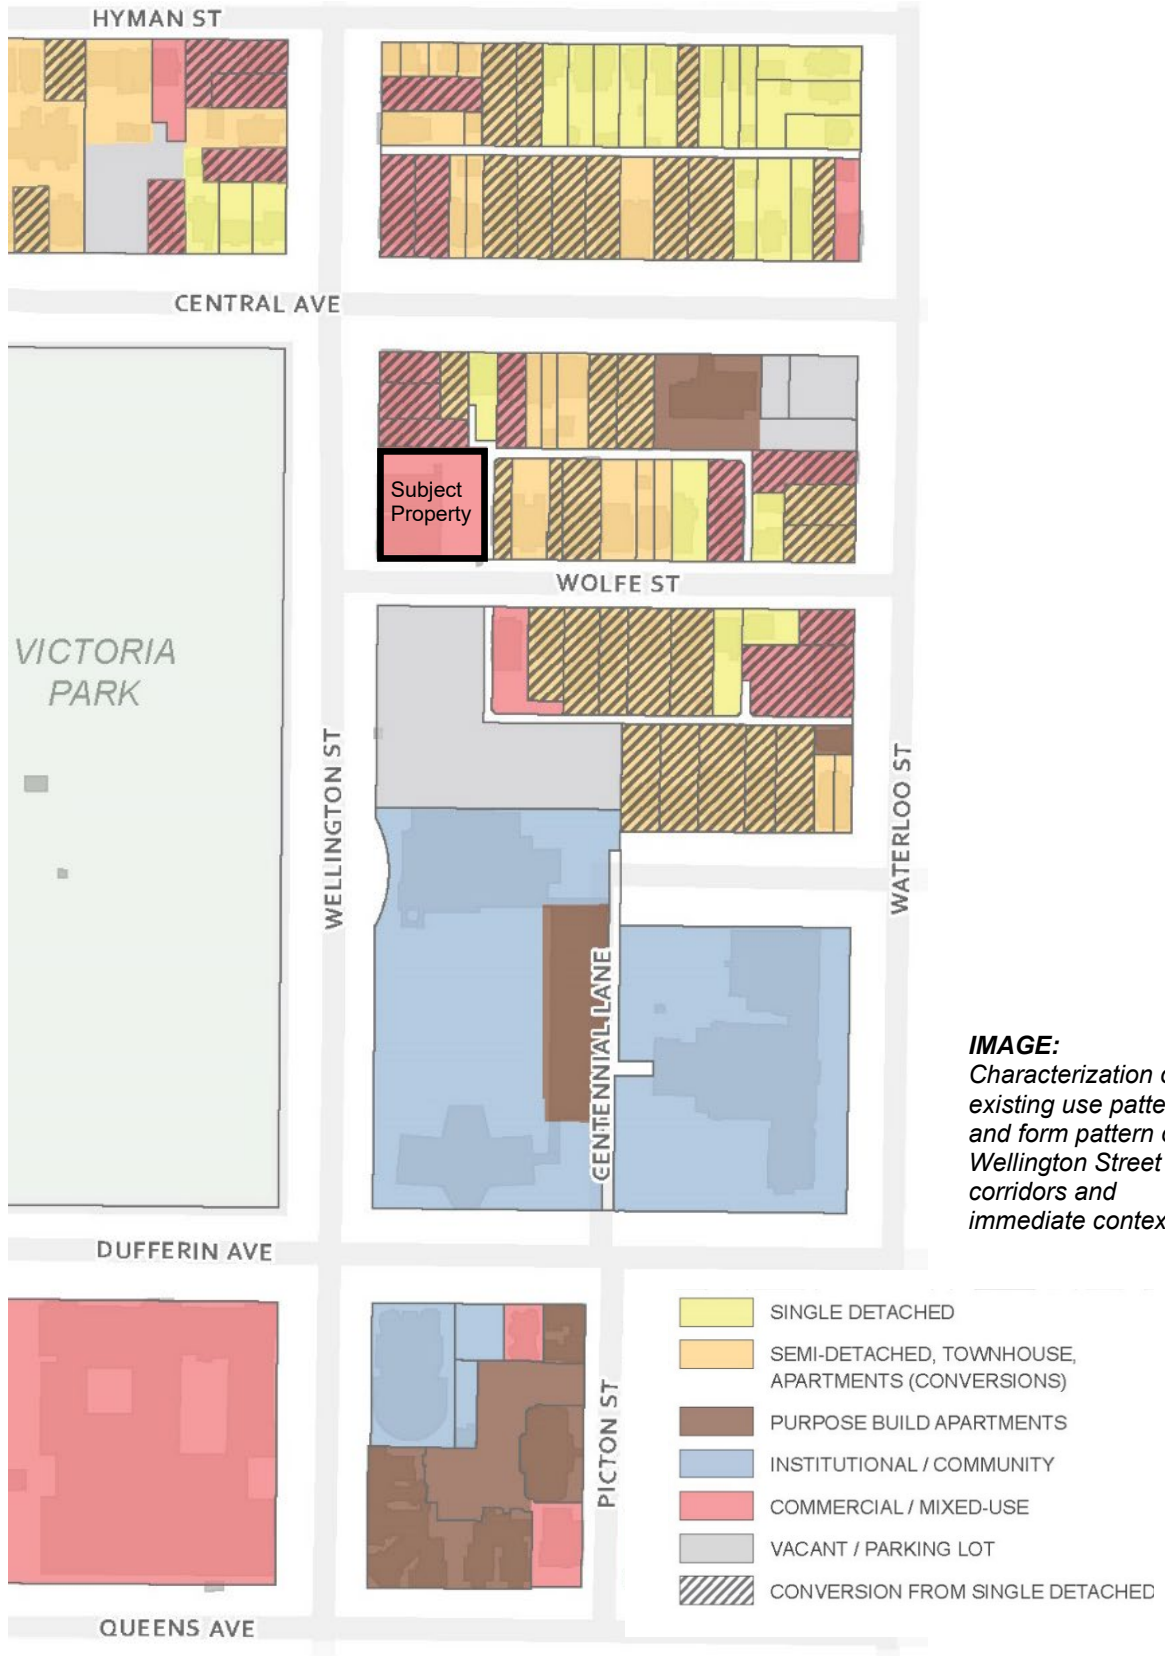 HYMAN ST
CENTRAL AVE
Subject
Property
WOLFE ST
VICTORIA
PARK
WELLINGTON ST
WATERLOO ST
CENTENNIAL LANE
IMAGE:
Characterization
existing use
and form pattern
Wellington Street
corridors and
immediate
DUFFERIN AVE
PICTON ST
QUEENS AVE
SINGLE DETACHED
SEMI-DETACHED, TOWNHOUSE,
APARTMENTS (CONVERSIONS)
PURPOSE BUILD APARTMENTS
INSTITUTIONAL / COMMUNITY
COMMERCIAL / MIXED-USE
VACANT / PARKING LOT
CONVERSION FROM SINGLE DETACHED